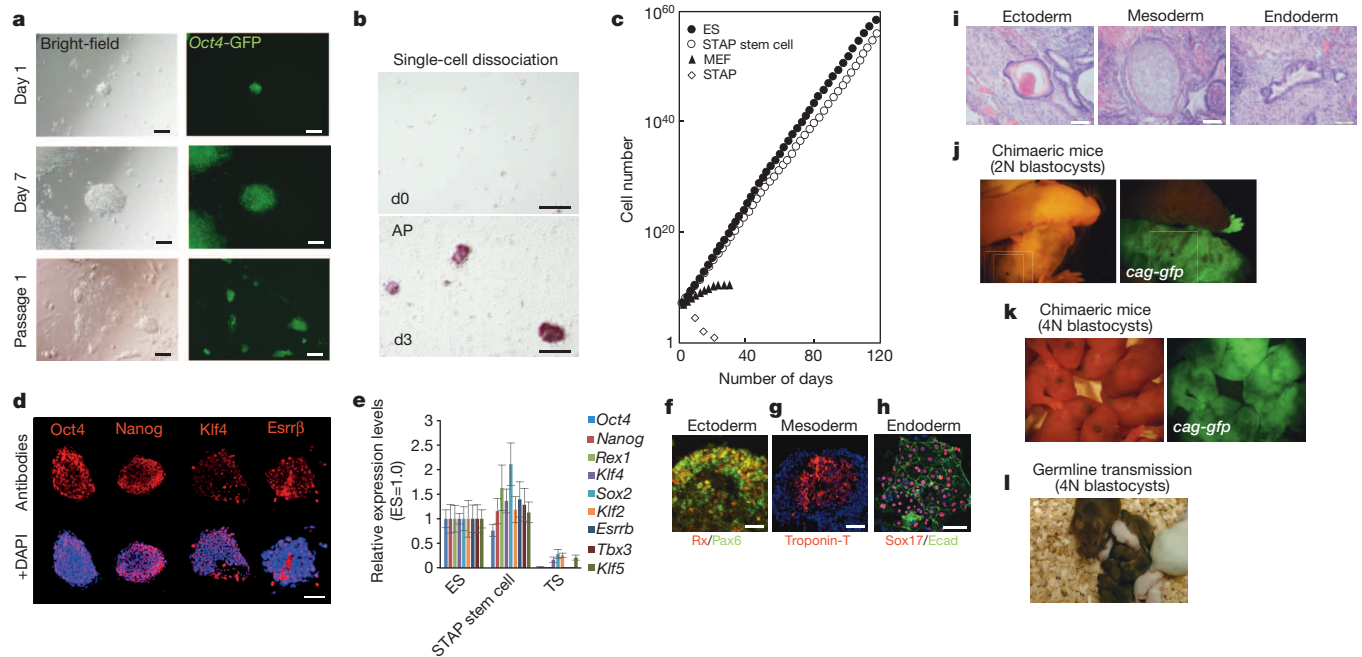 a
Bright-field
Oct4-GFP
Day 1
Day 7
Passage 1
b
Single-cell dissociation
d0
AP
d3
c
10^60
10^40
10^20
1
Cell number
ES
STAP stem cell
MEF
STAP
0
40
80
120
Number of days
d
Oct4 Nanog Klf4 Esrrβ
Antibodies
+DAPI
e
Relative expression levels
(ES=1.0)
3
2.5
2
1.5
1
0.5
0
ES
STAP stem cell
TS
Oct4
Nanog
Rex1
Klf4
Sox2
Klf2
Esrrb
Tbx3
Klf5
f
Ectoderm
Rx/Pax6
g
Mesoderm
Troponin-T
h
Endoderm
Sox17/Ecad
i
Ectoderm Mesoderm Endoderm
j
Chimaeric mice
(2N blastocysts)
cag-gfp
k
Chimaeric mice
(4N blastocysts)
cag-gfp
l
Germline transmission
(4N blastocysts)